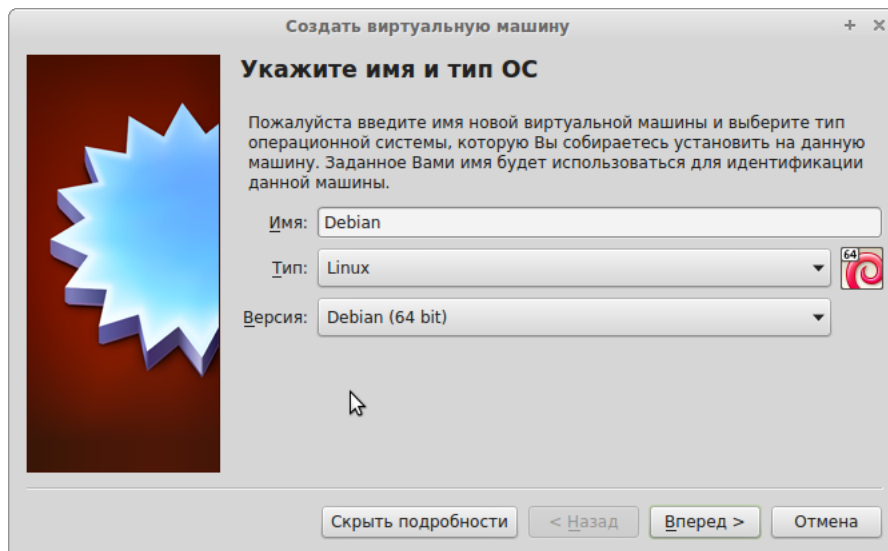 Создать виртуальную машину
Укажите имя и тип ОС
Пожалуйста введите имя новой виртуальной машины и выберите тип
операционной системы, которую Вы собираетесь установить на данную
машину. Заданное Вами имя будет использоваться для идентификации
данной машины.
Имя: Debian
Тип: Linux
64
Версия: Debian (64 bit)
Скрыть подробности < Назад Вперед > Отмена